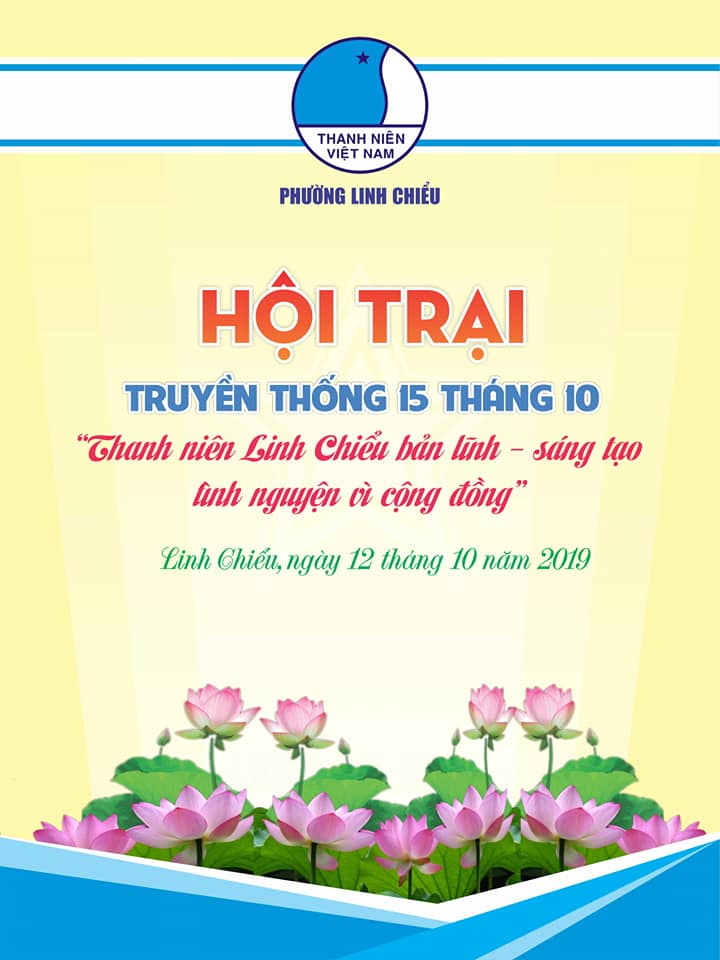 THANH NIÊN
VIỆT NAM
PHƯỜNG LINH CHIỂU
HỘI TRẠI
TRUYỀN THỐNG 15 THÁNG 10
“Thanh niên Linh Chiểu bản lĩnh – sáng tạo
tình nguyện vì cộng đồng”
Linh Chiểu, ngày 12 tháng 10 năm 2019